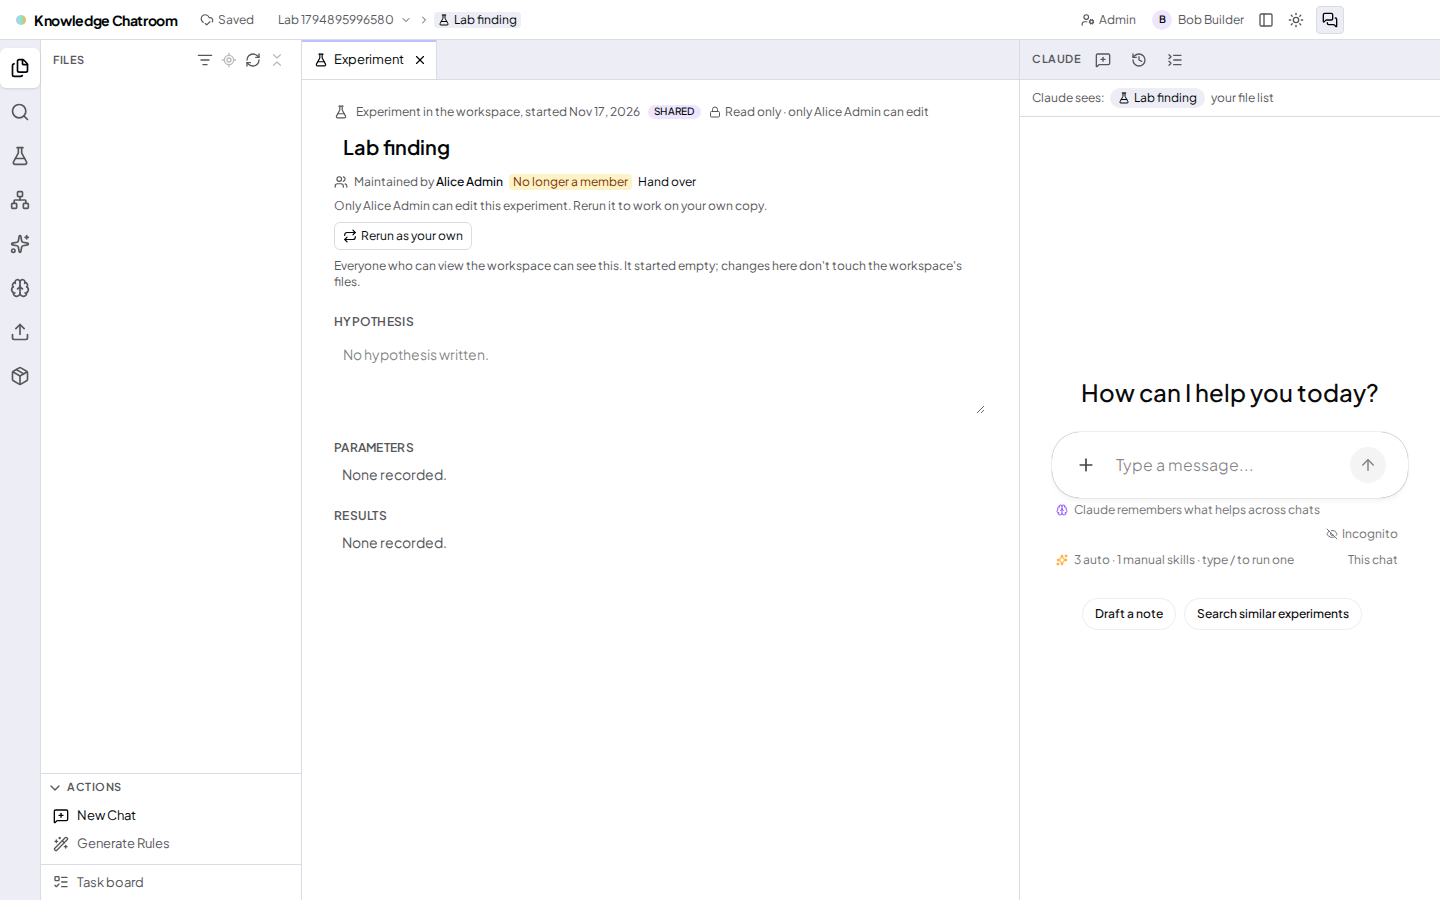 Knowledge Chatroom
Saved
Lab 1794895996580
Lab finding
Admin
B
Bob Builder
FILES
Experiment
CLAUDE
Claude sees:
Lab finding
your file list
Experiment in the workspace, started Nov 17, 2026
SHARED
Read only · only Alice Admin can edit
Lab finding
Maintained by Alice Admin
No longer a member
Hand over
Only Alice Admin can edit this experiment. Rerun it to work on your own copy.
Rerun as your own
Everyone who can view the workspace can see this. It started empty; changes here don't touch the workspace's
files.
HYPOTHESIS
No hypothesis written.
PARAMETERS
None recorded.
RESULTS
None recorded.
How can I help you today?
Type a message...
Claude remembers what helps across chats
Incognito
3 auto · 1 manual skills · type / to run one
This chat
Draft a note
Search similar experiments
ACTIONS
New Chat
Generate Rules
Task board